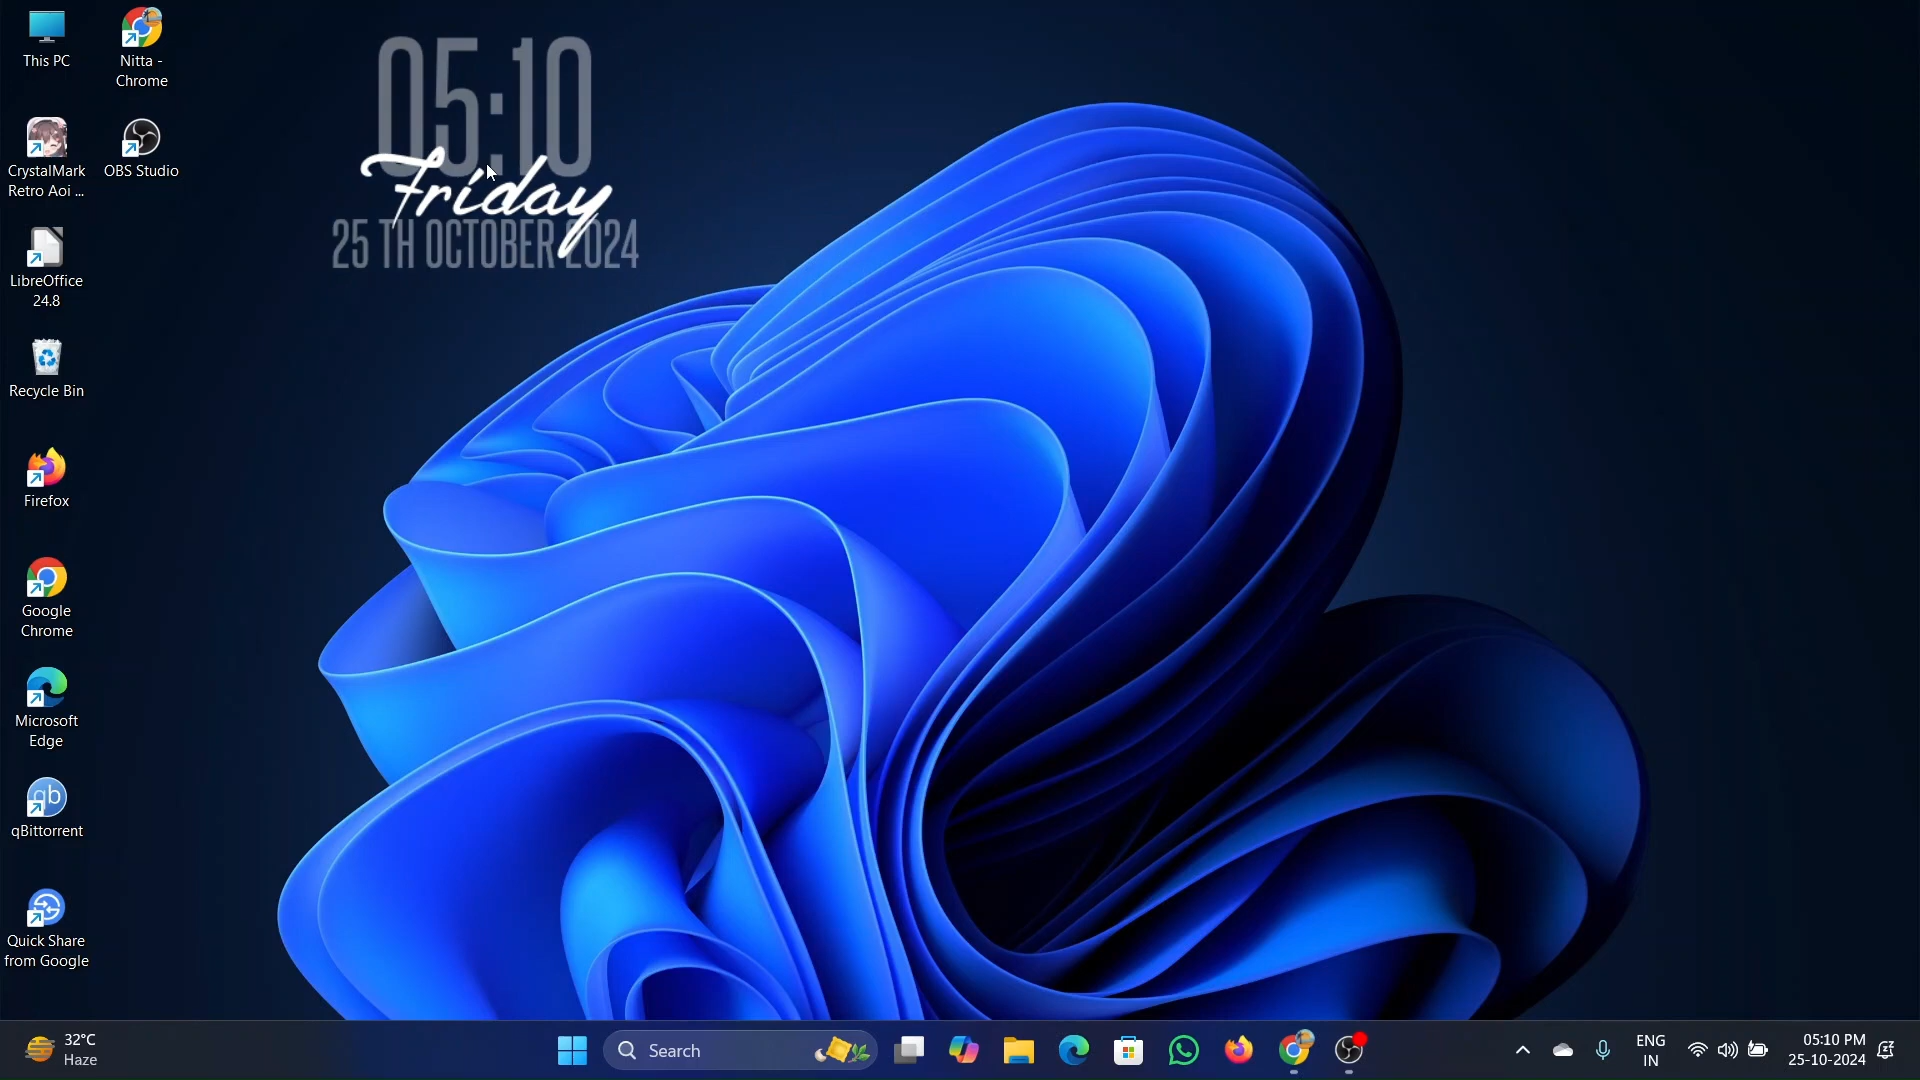 This PC
Nitta -
Chrome
CrystalMark
Retro Aoi ...
OBS Studio
LibreOffice
24.8
Recycle Bin
Firefox
Google
Chrome
Microsoft
Edge
qb
qBittorrent
Quick Share
from Google
05:10
Friday
25 TH OCTOBER 2024
32°C
Haze
Search
ENG
IN
05:10 PM
25-10-2024